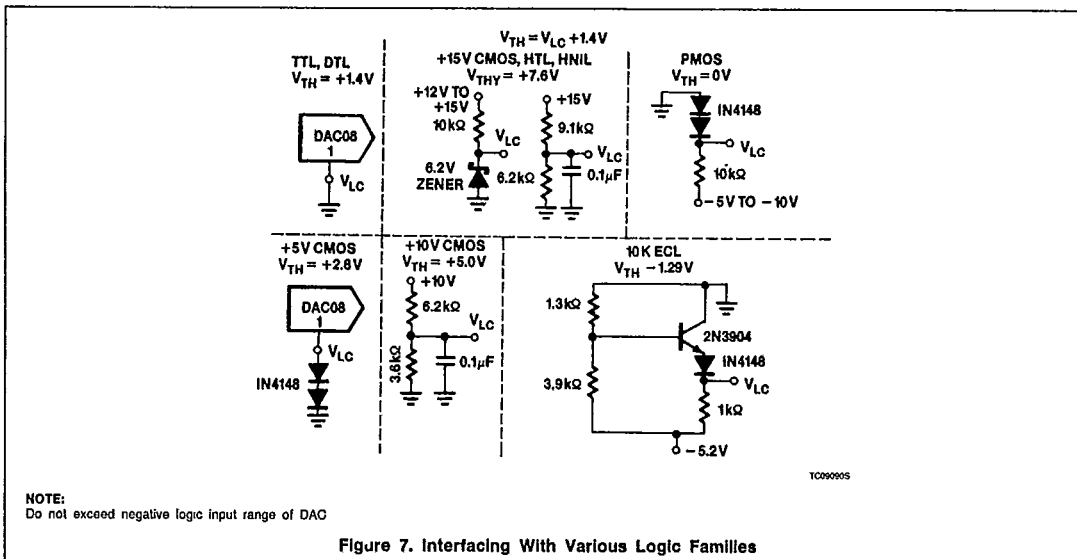 TTL, DTL
V_TH = +1.4V
DAC08
1
V_LC
V_TH = V_LC +1.4V
+15V CMOS, HTL, HNIL
V_THY = +7.6V
+12V TO
+15V
10kΩ
V_LC
6.2V
ZENER
+15V
9.1kΩ
V_LC
6.2kΩ
0.1µF
PMOS
V_TH = 0V
IN4148
V_LC
10kΩ
–5V TO –10V
+5V CMOS
V_TH = +2.8V
DAC08
1
V_LC
IN4148
+10V CMOS
V_TH = +5.0V
+10V
6.2kΩ
V_LC
3.6kΩ
0.1µF
10K ECL
V_TH –1.29V
1.3kΩ
2N3904
IN4148
3.9kΩ
V_LC
1kΩ
–5.2V
TC09090S
NOTE:
Do not exceed negative logic input range of DAC
Figure 7. Interfacing With Various Logic Families